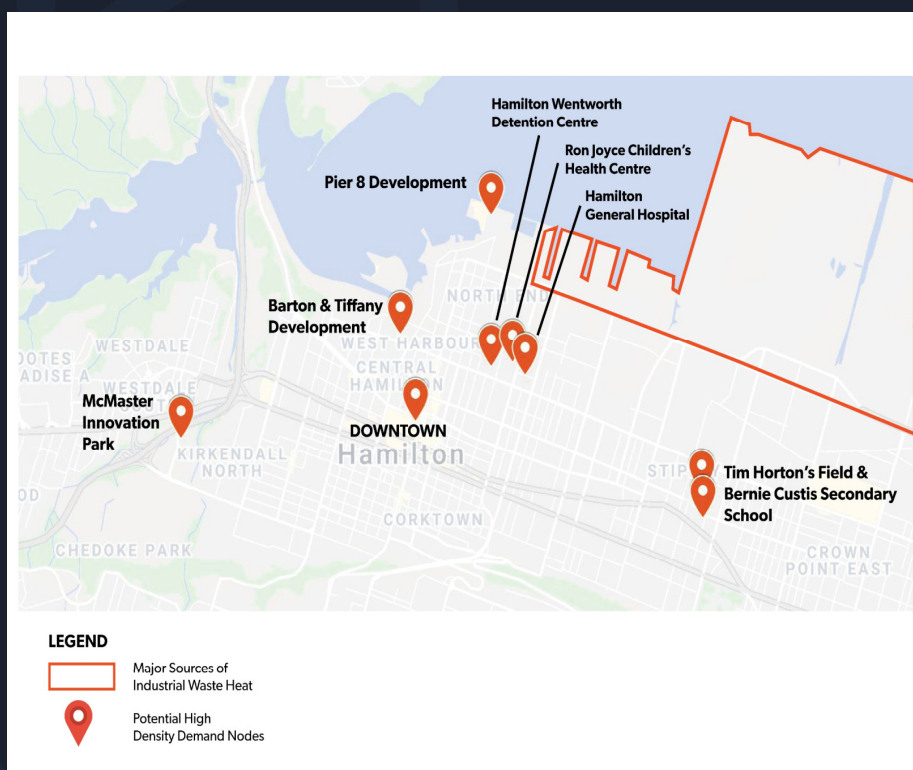 Hamilton Wentworth
Detention Centre
Ron Joyce Children's
Health Centre
Pier 8 Development
Hamilton
General Hospital
NORTH END
Barton & Tiffany
Development
WEST HARBOUR
WESTDALE
CENTRAL
HAMILTON
WESTDALE
McMaster
Innovation
Park
DOWNTOWN
Hamilton
KIRKENDALL
NORTH
Tim Horton's Field &
Bernie Custis Secondary
School
CORKTOWN
CHEDOKE PARK
CROWN
POINT EAST
LEGEND
Major Sources of
Industrial Waste Heat
Potential High
Density Demand Nodes